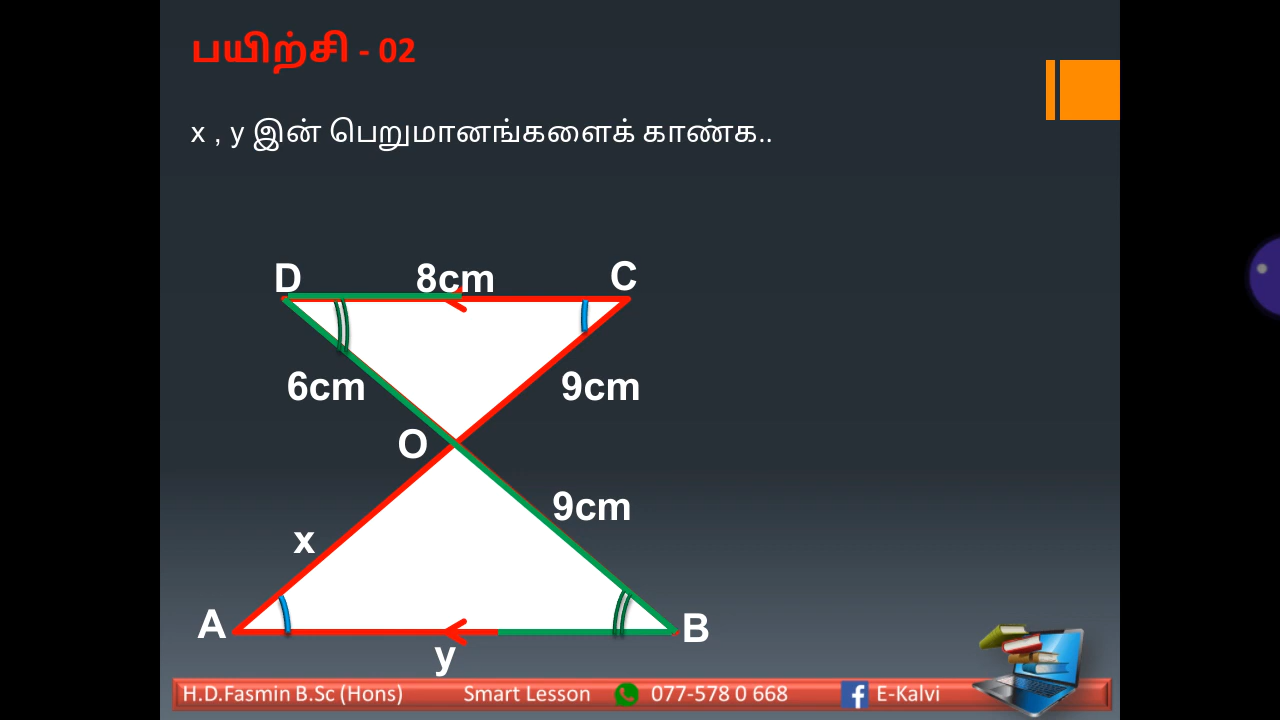 பயிற்சி - 02
x , y இன் பெறுமானங்களைக் காண்க..
D 8cm C
6cm 9cm
O
9cm
x
A B
y
H.D.Fasmin B.Sc (Hons) Smart Lesson 077-578 0 668 E-Kalvi